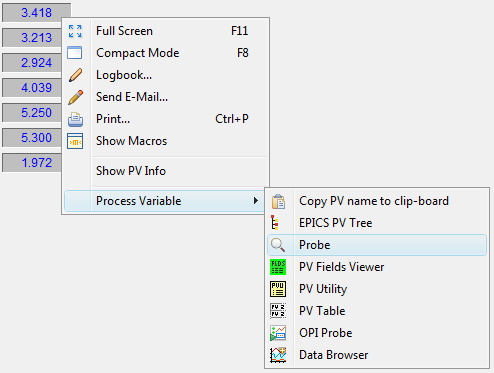 3.418
3.213
2.924
4.039
5.250
5.300
1.972
Full Screen F11
Compact Mode F8
Logbook...
Send E-Mail...
Print... Ctrl+P
Show Macros
Show PV Info
Process Variable
Copy PV name to clip-board
EPICS PV Tree
Probe
PV Fields Viewer
PV Utility
PV Table
OPI Probe
Data Browser